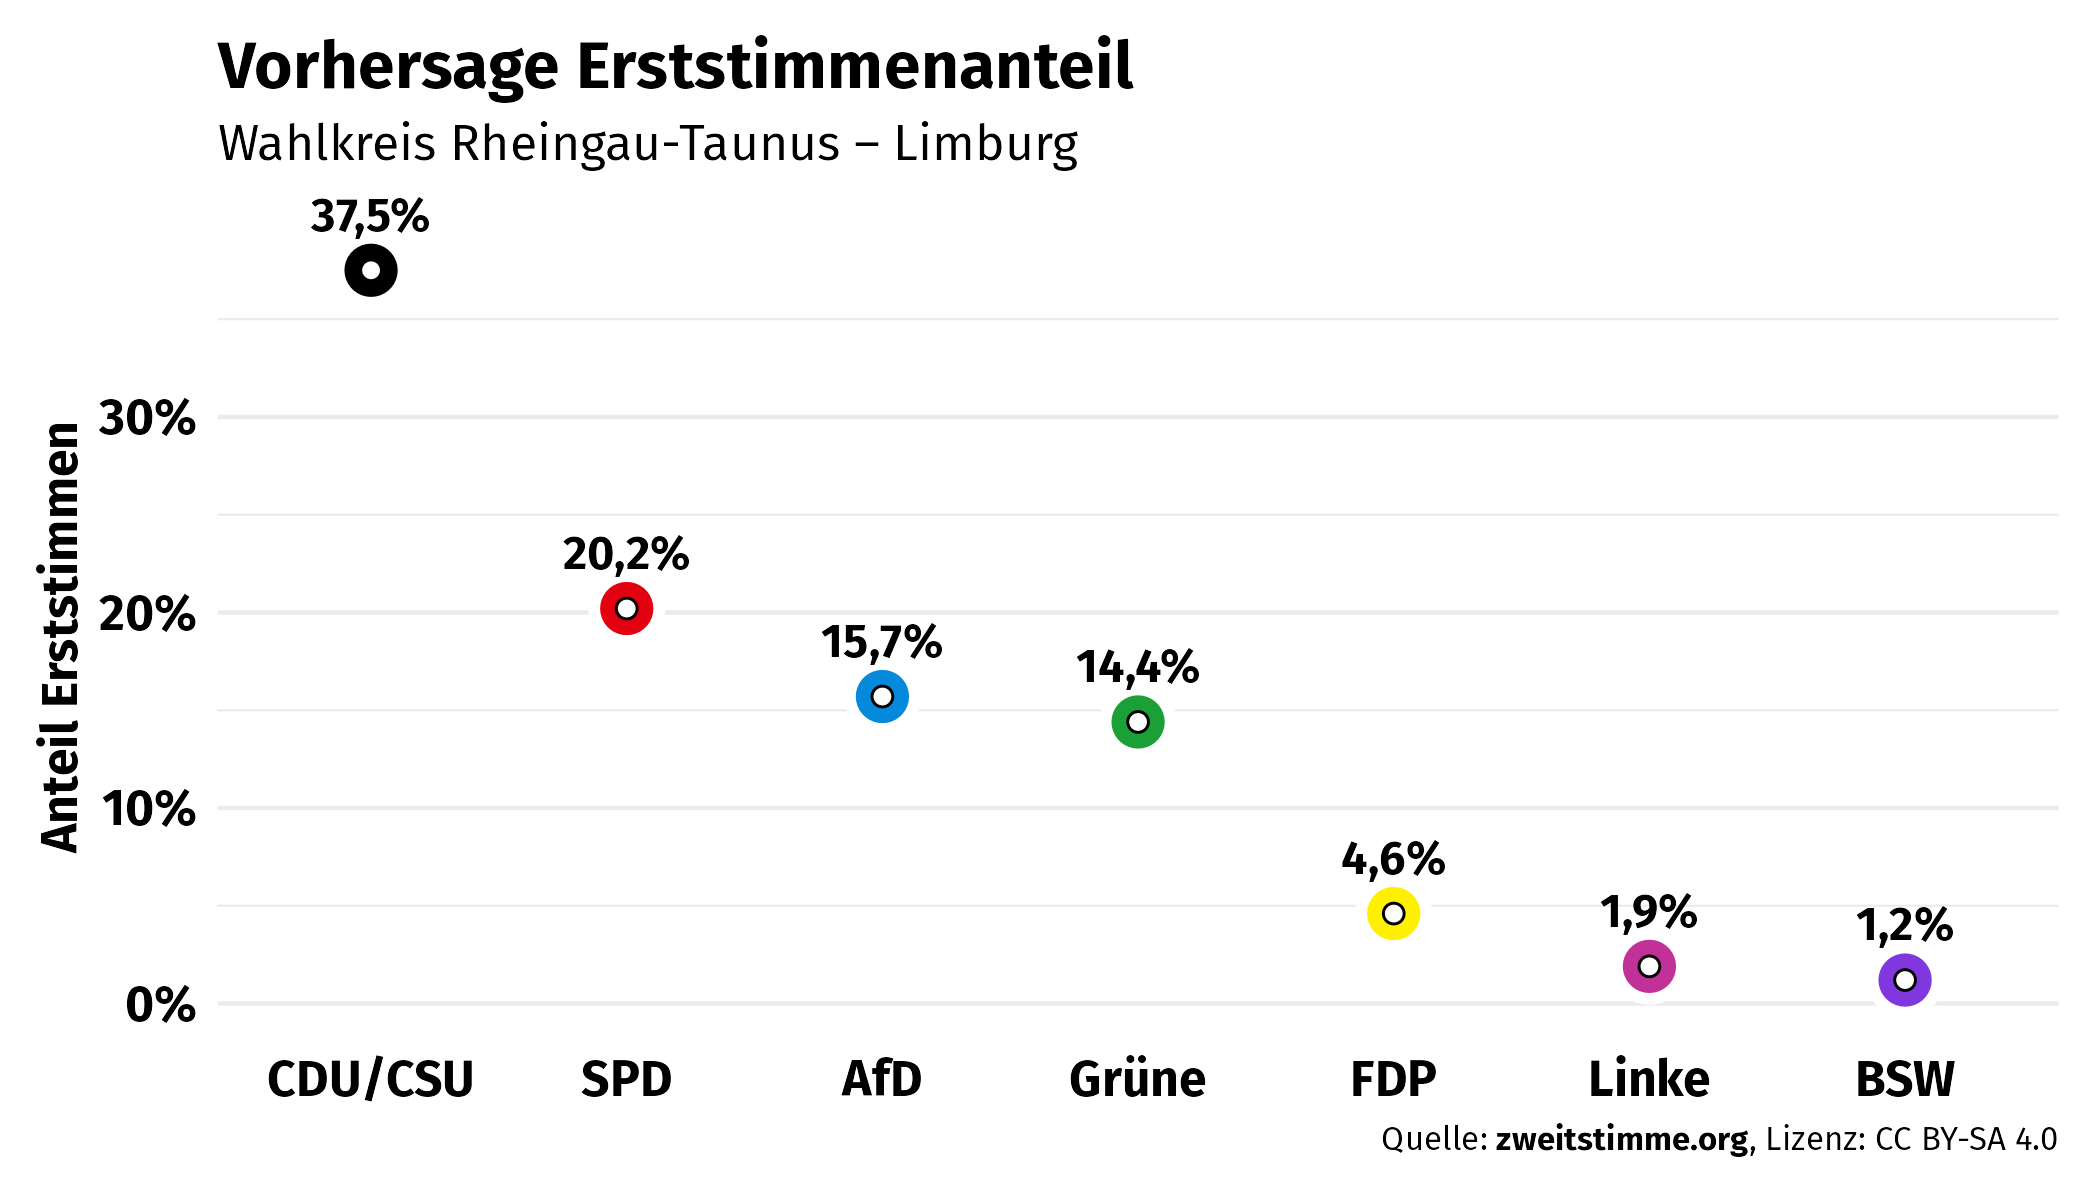 Vorhersage Erststimmenanteil
Wahlkreis Rheingau-Taunus – Limburg
Anteil Erststimmen
30%
20%
10%
0%
37,5%
20,2%
15,7%
14,4%
4,6%
1,9%
1,2%
CDU/CSU SPD AfD Grüne FDP Linke BSW
Quelle: zweitstimme.org, Lizenz: CC BY-SA 4.0